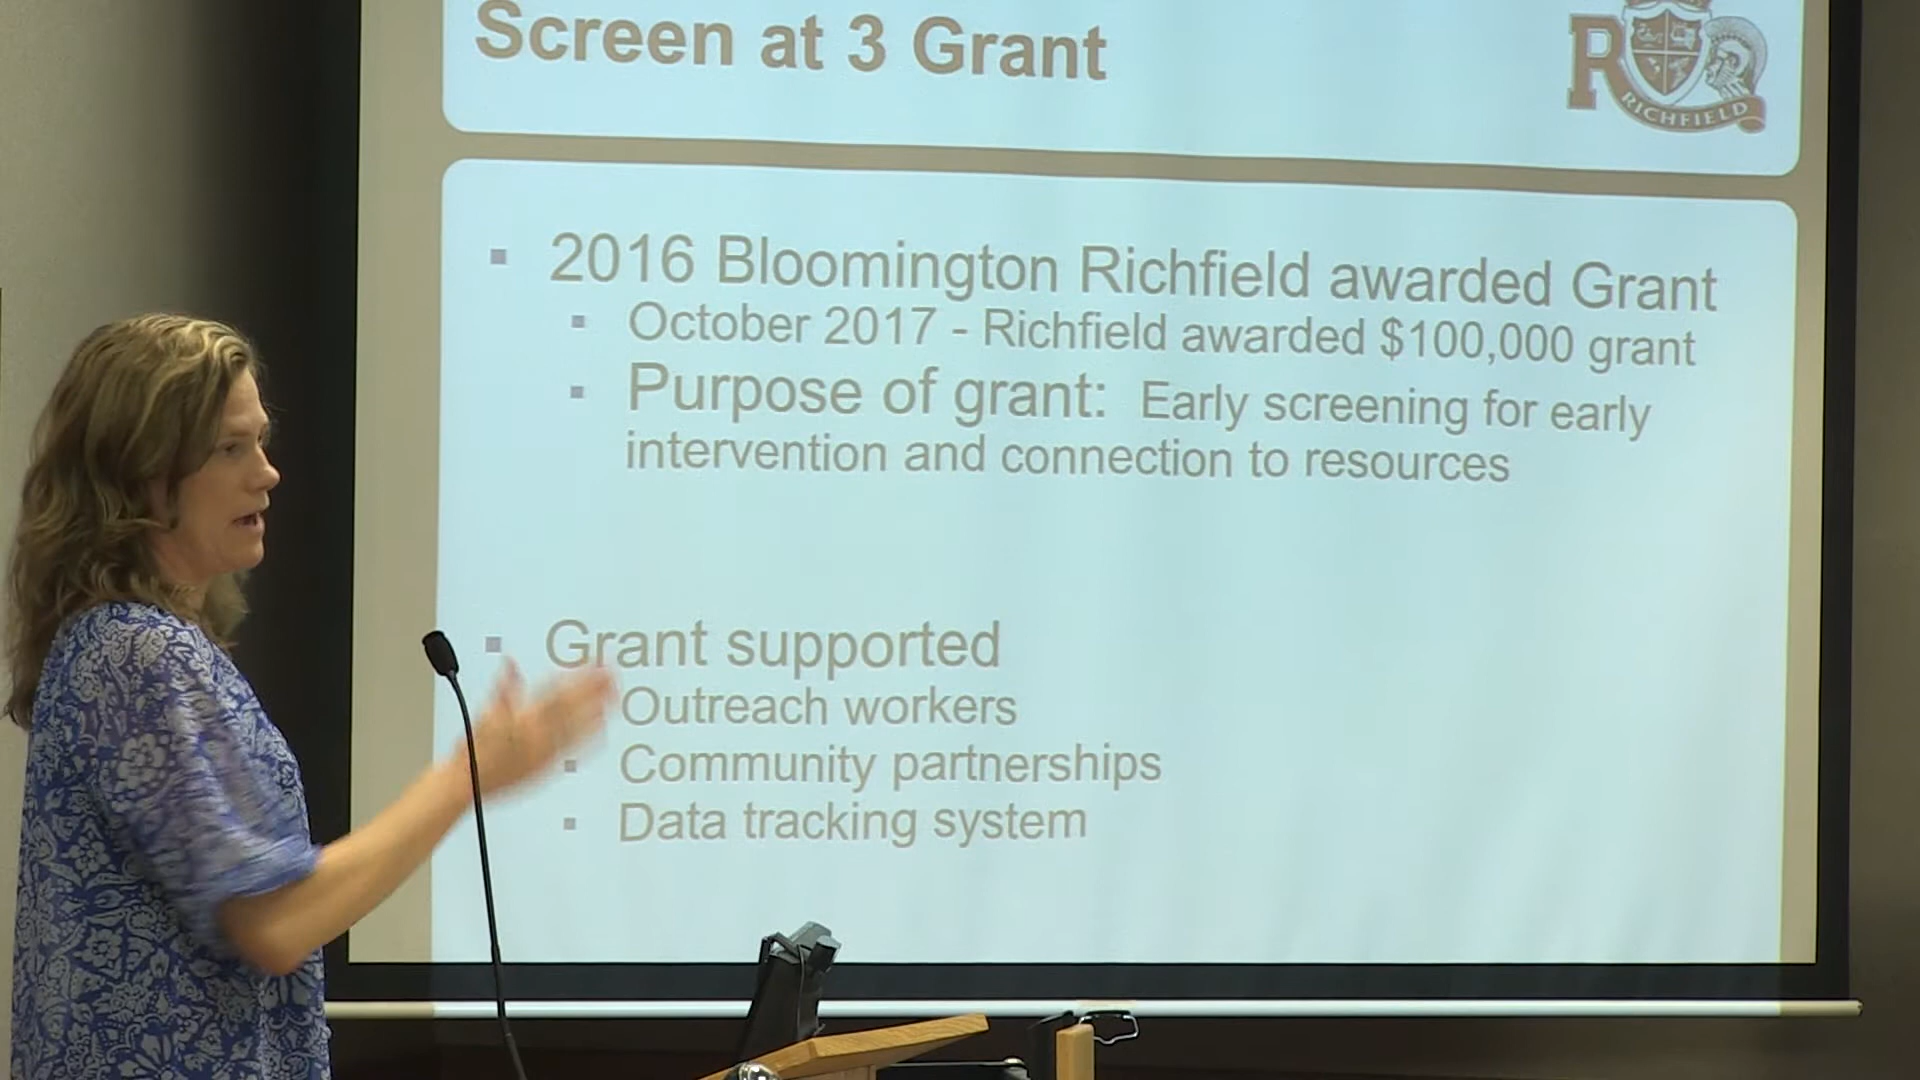 Screen at 3 Grant
R
RICHFIELD
2016 Bloomington Richfield awarded Grant
October 2017 - Richfield awarded $100,000 grant
Purpose of grant: Early screening for early
intervention and connection to resources
Grant supported
Outreach workers
Community partnerships
Data tracking system